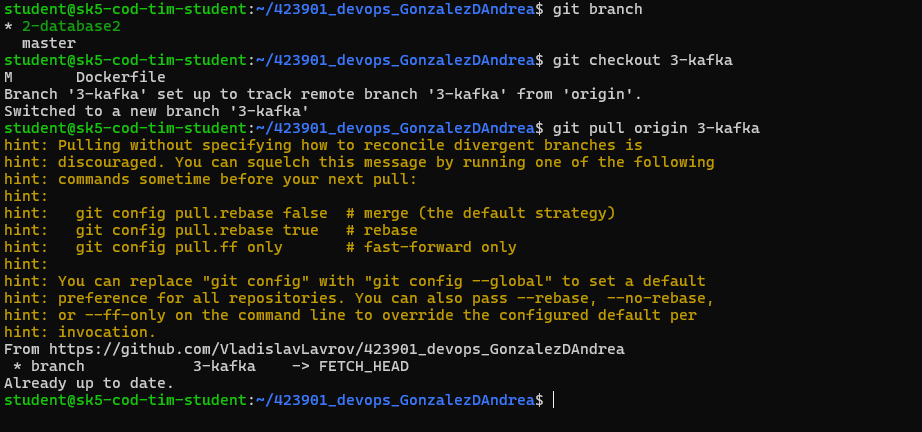 student@sk5-cod-tim-student:~/423901_devops_GonzalezDAndrea$ git branch
* 2-database2
  master
student@sk5-cod-tim-student:~/423901_devops_GonzalezDAndrea$ git checkout 3-kafka
M       Dockerfile
Branch '3-kafka' set up to track remote branch '3-kafka' from 'origin'.
Switched to a new branch '3-kafka'
student@sk5-cod-tim-student:~/423901_devops_GonzalezDAndrea$ git pull origin 3-kafka
hint: Pulling without specifying how to reconcile divergent branches is
hint: discouraged. You can squelch this message by running one of the following
hint: commands sometime before your next pull:
hint:
hint:   git config pull.rebase false  # merge (the default strategy)
hint:   git config pull.rebase true   # rebase
hint:   git config pull.ff only       # fast-forward only
hint:
hint: You can replace "git config" with "git config --global" to set a default
hint: preference for all repositories. You can also pass --rebase, --no-rebase,
hint: or --ff-only on the command line to override the configured default per
hint: invocation.
From https://github.com/VladislavLavrov/423901_devops_GonzalezDAndrea
 * branch            3-kafka    -> FETCH_HEAD
Already up to date.
student@sk5-cod-tim-student:~/423901_devops_GonzalezDAndrea$